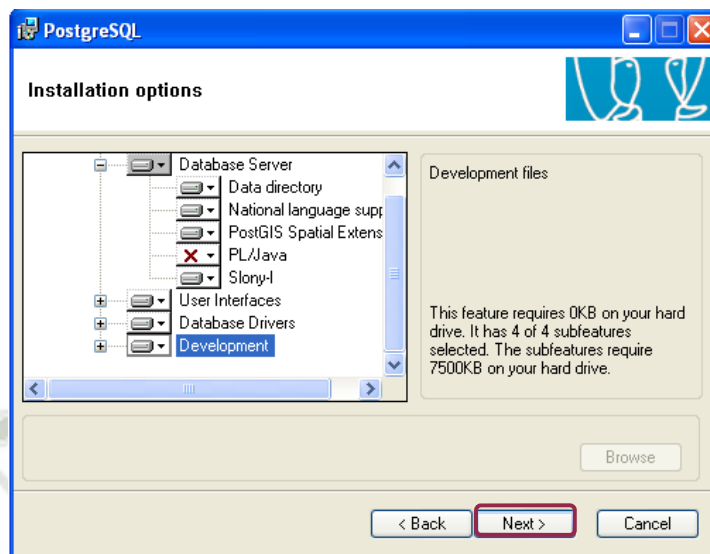 PostgreSQL
Installation options
Database Server
Data directory
National language supp
PostGIS Spatial Extens
PL/Java
Slony-I
User Interfaces
Database Drivers
Development
Development files
This feature requires 0KB on your hard
drive. It has 4 of 4 subfeatures
selected. The subfeatures require
7500KB on your hard drive.
Browse
< Back
Next >
Cancel